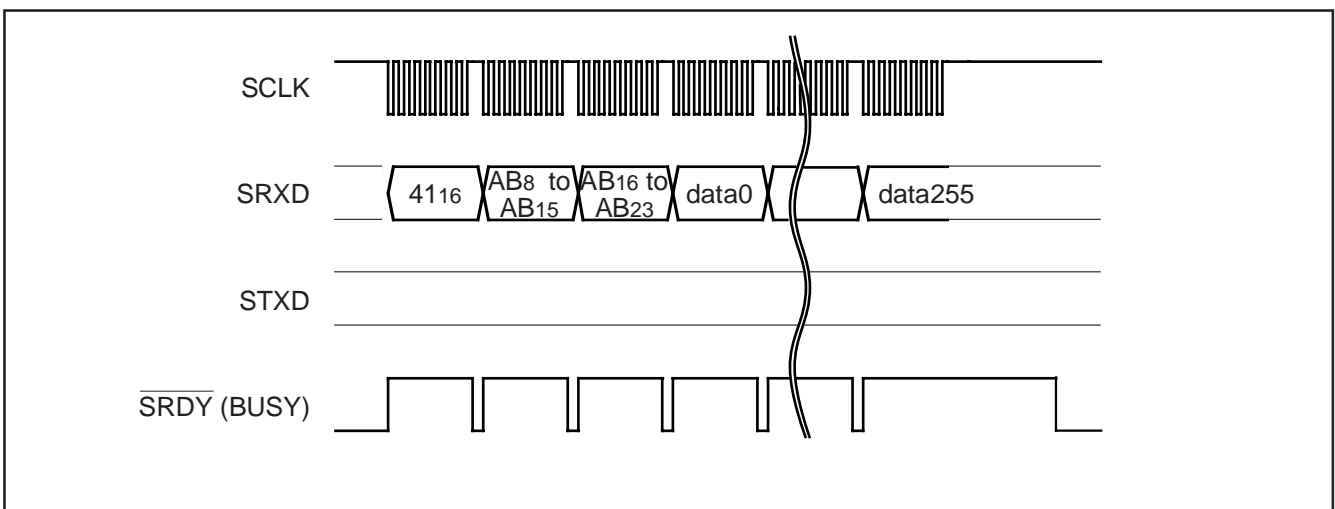 SCLK
SRXD
4116
AB8 to
AB15
AB16 to
AB23
data0
data255
STXD
SRDY (BUSY)